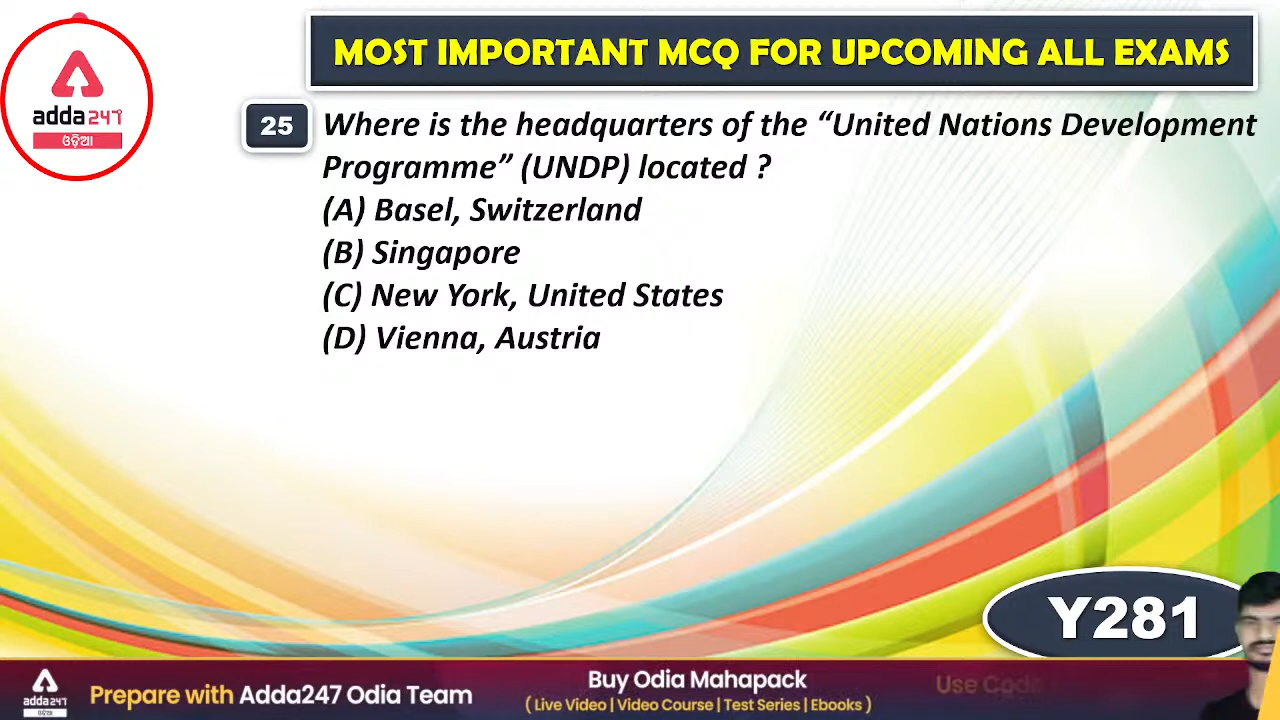 MOST IMPORTANT MCQ FOR UPCOMING ALL EXAMS
adda247
ଓଡ଼ିଆ
25
Where is the headquarters of the “United Nations Development
Programme” (UNDP) located ?
(A) Basel, Switzerland
(B) Singapore
(C) New York, United States
(D) Vienna, Austria
Y281
adda247
ଓଡ଼ିଆ
Prepare with Adda247 Odia Team
Buy Odia Mahapack
( Live Video | Video Course | Test Series | Ebooks )
Use Code